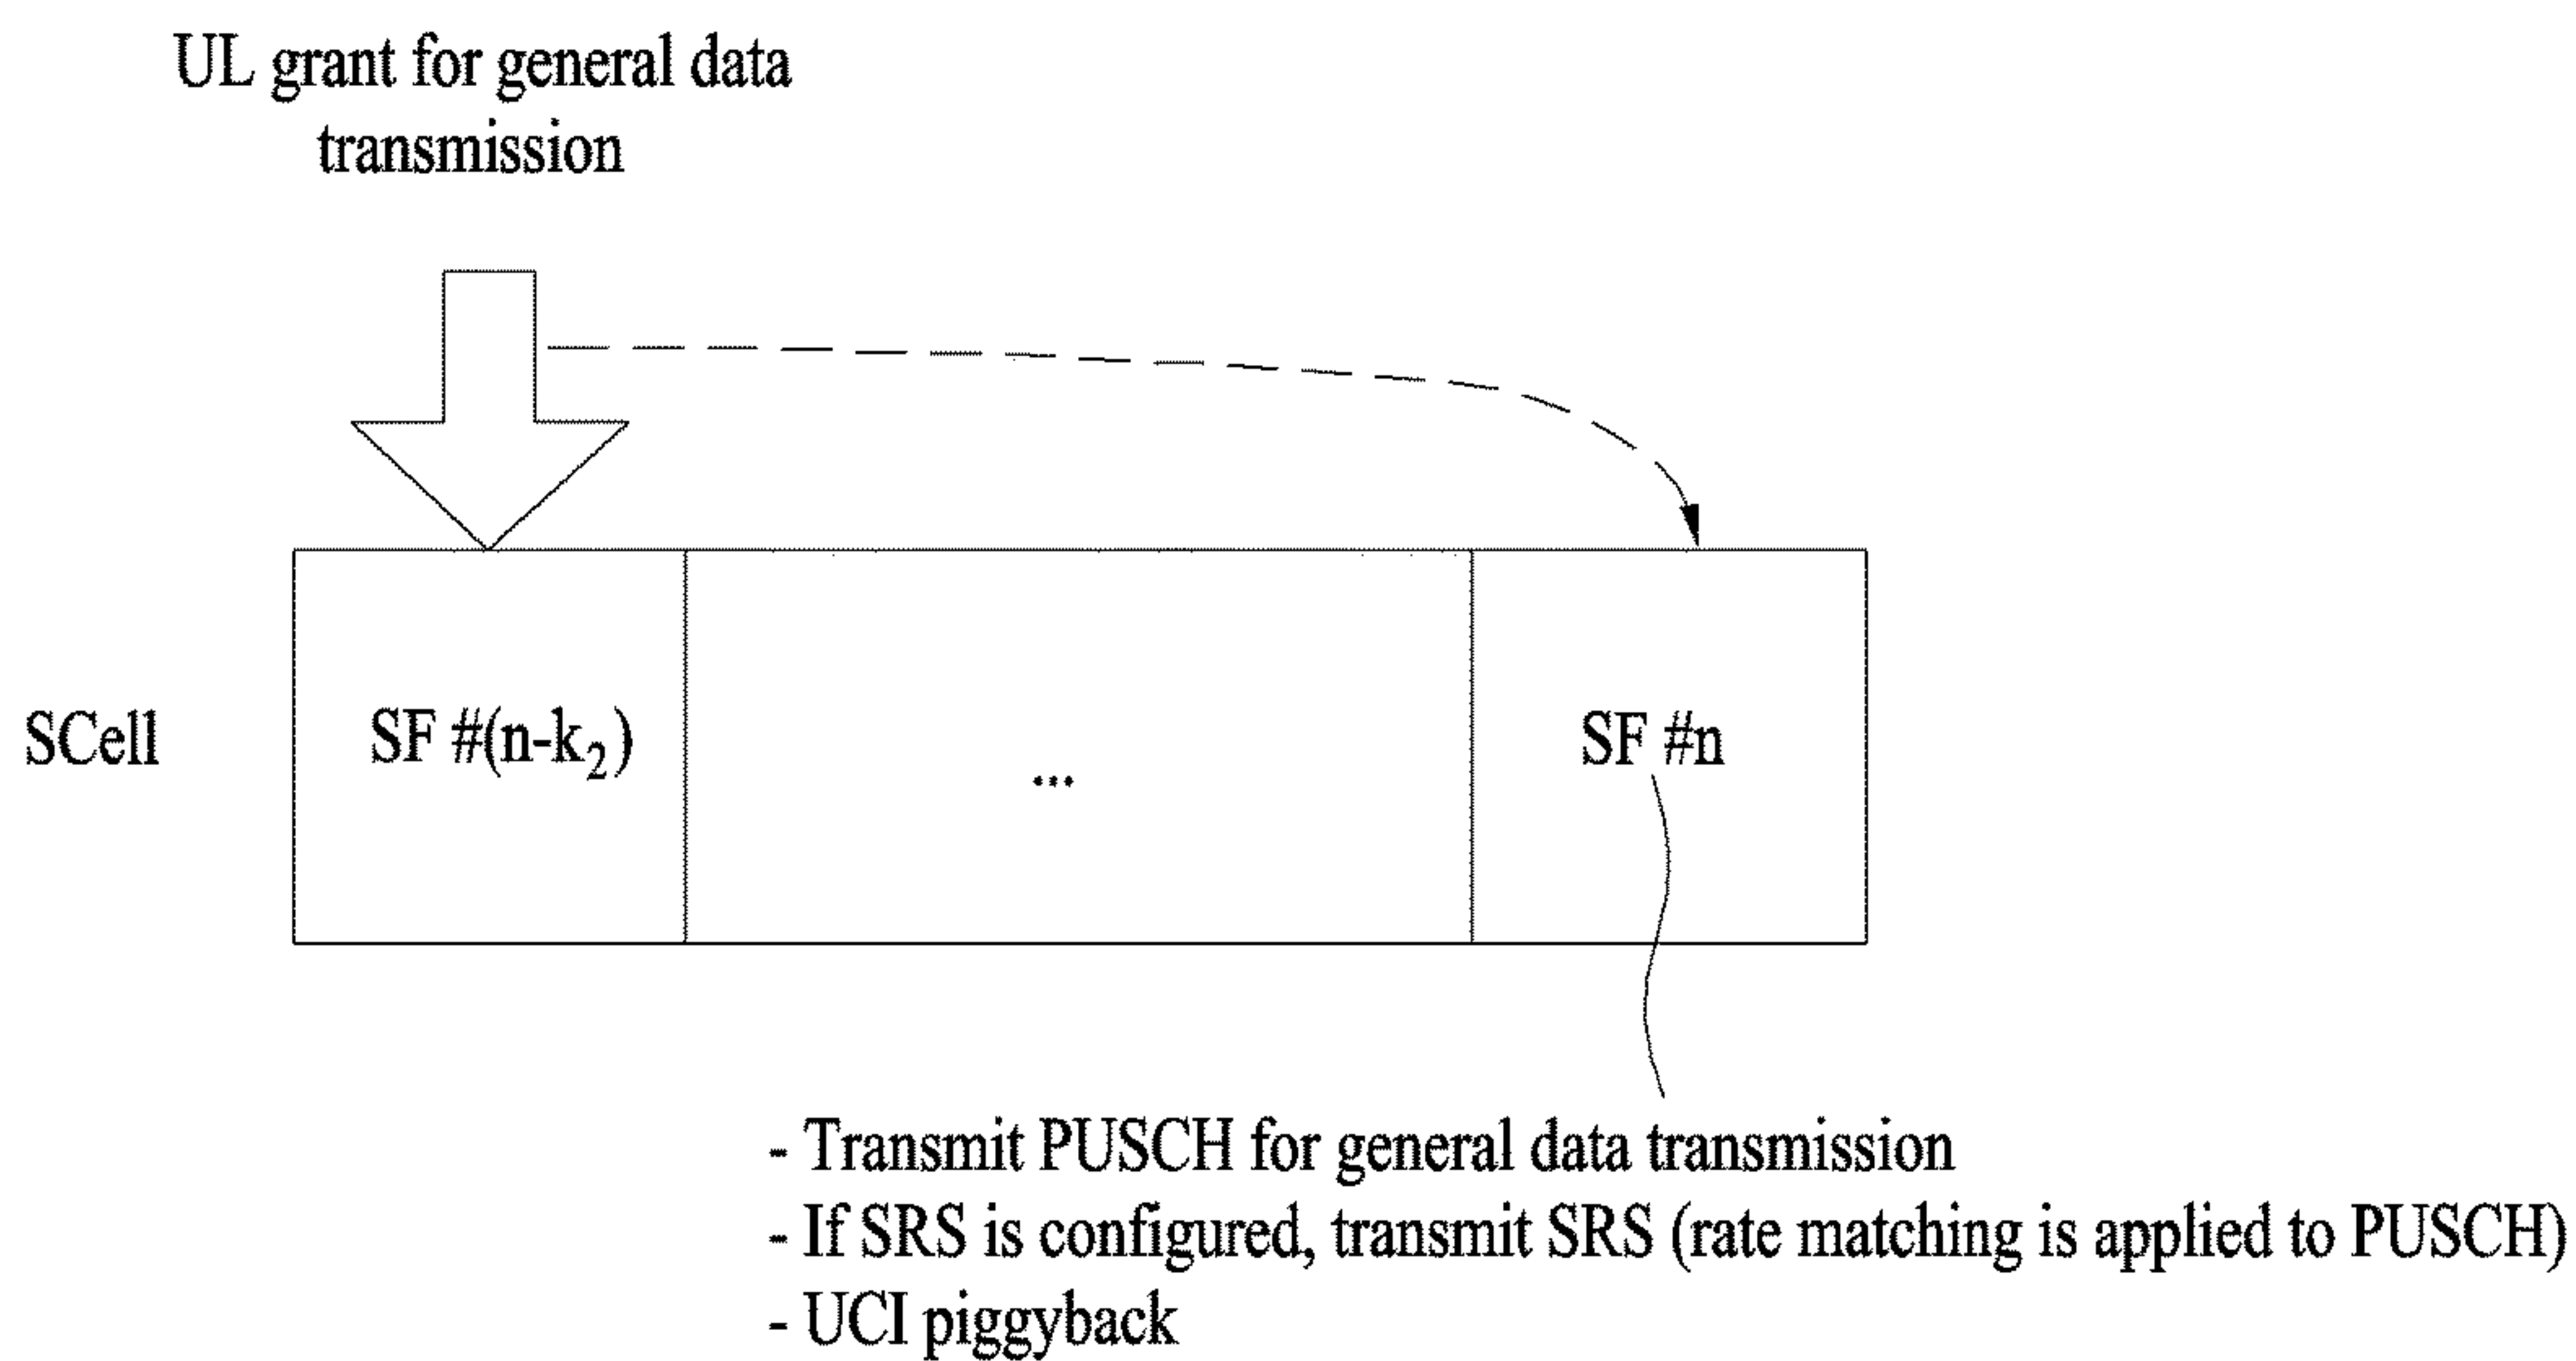 UL grant for general data
transmission
SCell
SF #(n-k₂)
...
SF #n
- Transmit PUSCH for general data transmission
- If SRS is configured, transmit SRS (rate matching is applied to PUSCH)
- UCI piggyback